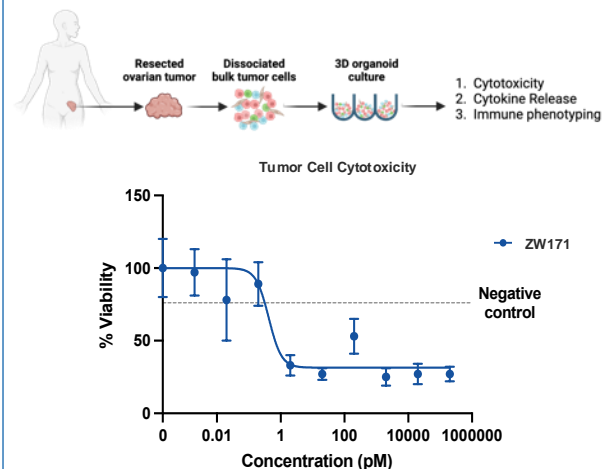 Resected
ovarian tumor
Dissociated
bulk tumor cells
3D organoid
culture
1. Cytotoxicity
2. Cytokine Release
3. Immune phenotyping
Tumor Cell Cytotoxicity
150
100
50
0
% Viability
ZW171
Negative
control
0 0.01 1 100 10000 1000000
Concentration (pM)